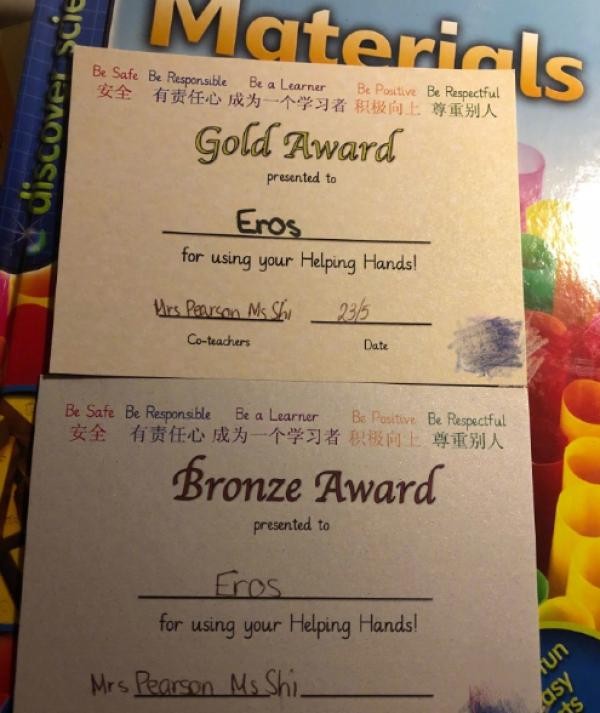 Materials
discover scie
Be Safe Be Responsible Be a Learner Be Positive Be Respectful
安全 有责任心 成为一个学习者 积极向上 尊重别人
Gold Award
presented to
Eros
for using your Helping Hands!
Mrs Pearson Ms Shi 23/5
Co-teachers Date
Be Safe Be Responsible Be a Learner Be Positive Be Respectful
安全 有责任心 成为一个学习者 积极向上 尊重别人
Bronze Award
presented to
Eros
for using your Helping Hands!
Mrs Pearson Ms Shi
fun
asy